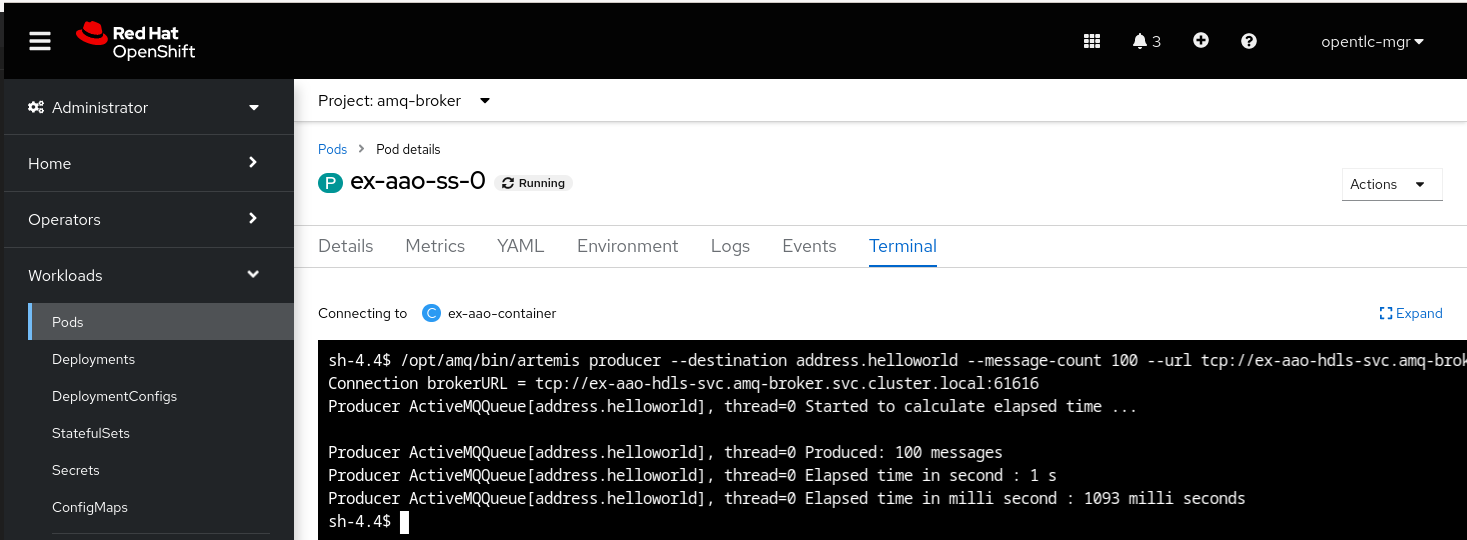 Red Hat
OpenShift
3
opentlc-mgr
Administrator
Home
Operators
Workloads
Pods
Deployments
DeploymentConfigs
StatefulSets
Secrets
ConfigMaps
Project: amq-broker
Pods > Pod details
P ex-aao-ss-0 Running
Actions
Details Metrics YAML Environment Logs Events Terminal
Connecting to C ex-aao-container
Expand
sh-4.4$ /opt/amq/bin/artemis producer --destination address.helloworld --message-count 100 --url tcp://ex-aao-hdls-svc.amq-brok
Connection brokerURL = tcp://ex-aao-hdls-svc.amq-broker.svc.cluster.local:61616
Producer ActiveMQQueue[address.helloworld], thread=0 Started to calculate elapsed time ...
Producer ActiveMQQueue[address.helloworld], thread=0 Produced: 100 messages
Producer ActiveMQQueue[address.helloworld], thread=0 Elapsed time in second : 1 s
Producer ActiveMQQueue[address.helloworld], thread=0 Elapsed time in milli second : 1093 milli seconds
sh-4.4$